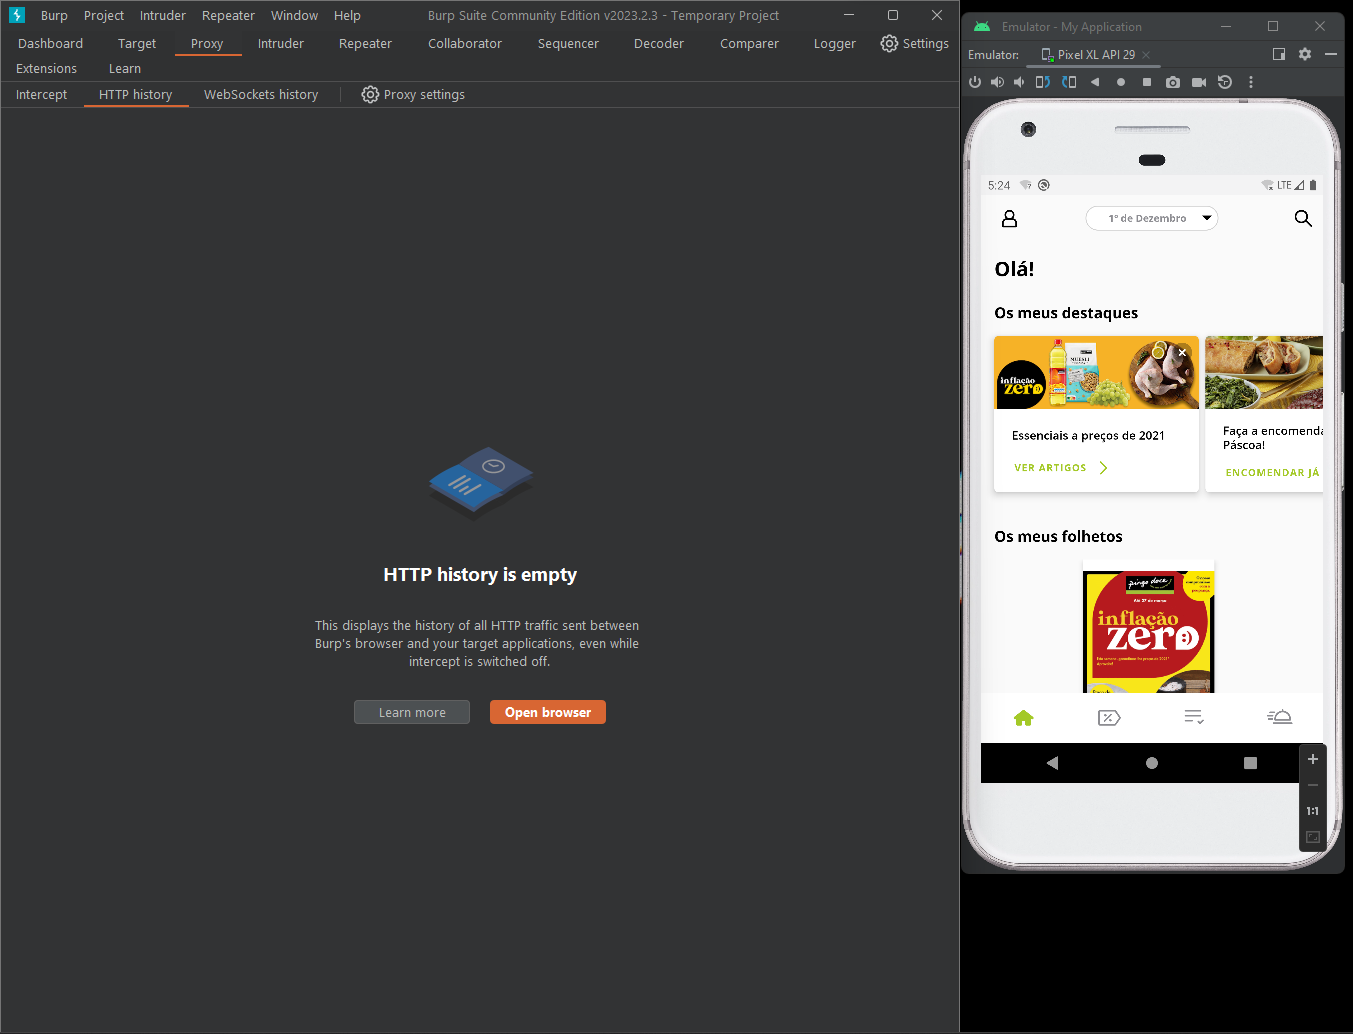 Burp Project Intruder Repeater Window Help Burp Suite Community Edition v2023.2.3 - Temporary Project
Dashboard Target Proxy Intruder Repeater Collaborator Sequencer Decoder Comparer Logger Settings
Extensions Learn
Intercept HTTP history WebSockets history Proxy settings
HTTP history is empty
This displays the history of all HTTP traffic sent between
Burp's browser and your target applications, even while
intercept is switched off.
Learn more Open browser
Emulator - My Application
Emulator: Pixel XL API 29
5:24 LTE
1º de Dezembro
Olá!
Os meus destaques
inflação
zero
MUESLI
Essenciais a preços de 2021
VER ARTIGOS
Faça a encomenda
Páscoa!
ENCOMENDAR JÁ
Os meus folhetos
pingo doce
Até 27 de março
inflação
zero
1:1